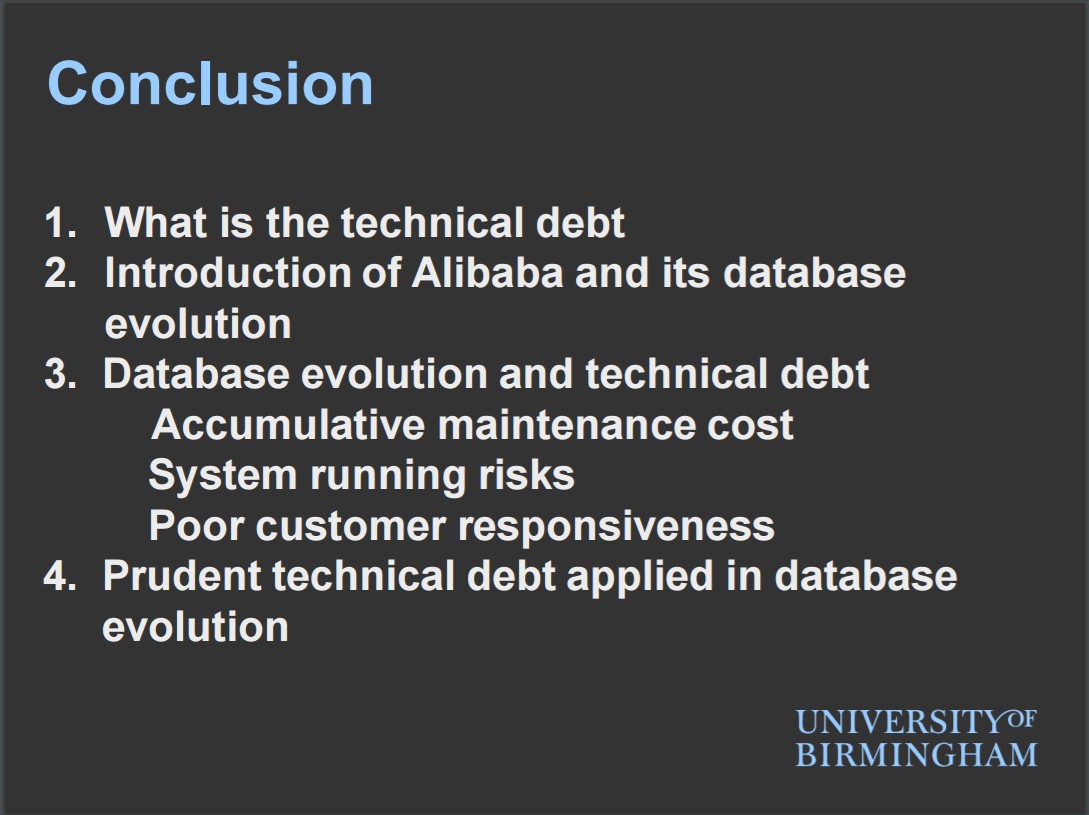 Conclusion
1. What is the technical debt
2. Introduction of Alibaba and its database
evolution
3. Database evolution and technical debt
Accumulative maintenance cost
System running risks
Poor customer responsiveness
4. Prudent technical debt applied in database
evolution
UNIVERSITY OF
BIRMINGHAM